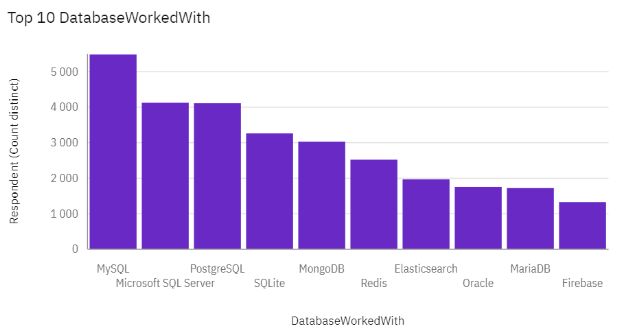 Top 10 DatabaseWorkedWith
Respondent (Count distinct)
5 000
4 000
3 000
2 000
1 000
0
MySQL PostgreSQL MongoDB Elasticsearch MariaDB
Microsoft SQL Server SQLite Redis Oracle Firebase
DatabaseWorkedWith